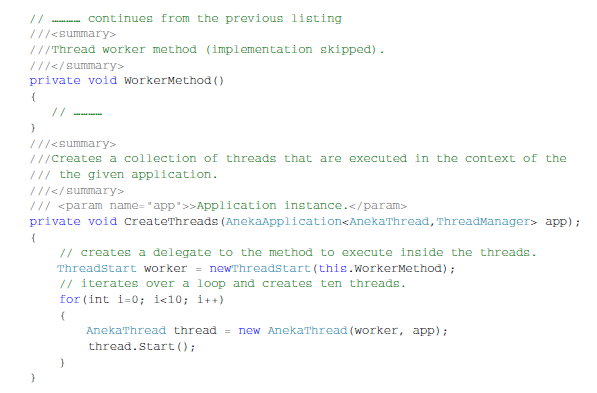 // ………… continues from the previous listing
///<summary>
///Thread worker method (implementation skipped).
///</summary>
private void WorkerMethod()
{
// …………
}
///<summary>
///Creates a collection of threads that are executed in the context of the
/// the given application.
///</summary>
/// <param name="app">>Application instance.</param>
private void CreateThreads(AnekaApplication<AnekaThread,ThreadManager> app);
{
// creates a delegate to the method to execute inside the threads.
ThreadStart worker = newThreadStart(this.WorkerMethod);
// iterates over a loop and creates ten threads.
for(int i=0; i<10; i++)
{
AnekaThread thread = new AnekaThread(worker, app);
thread.Start();
}
}